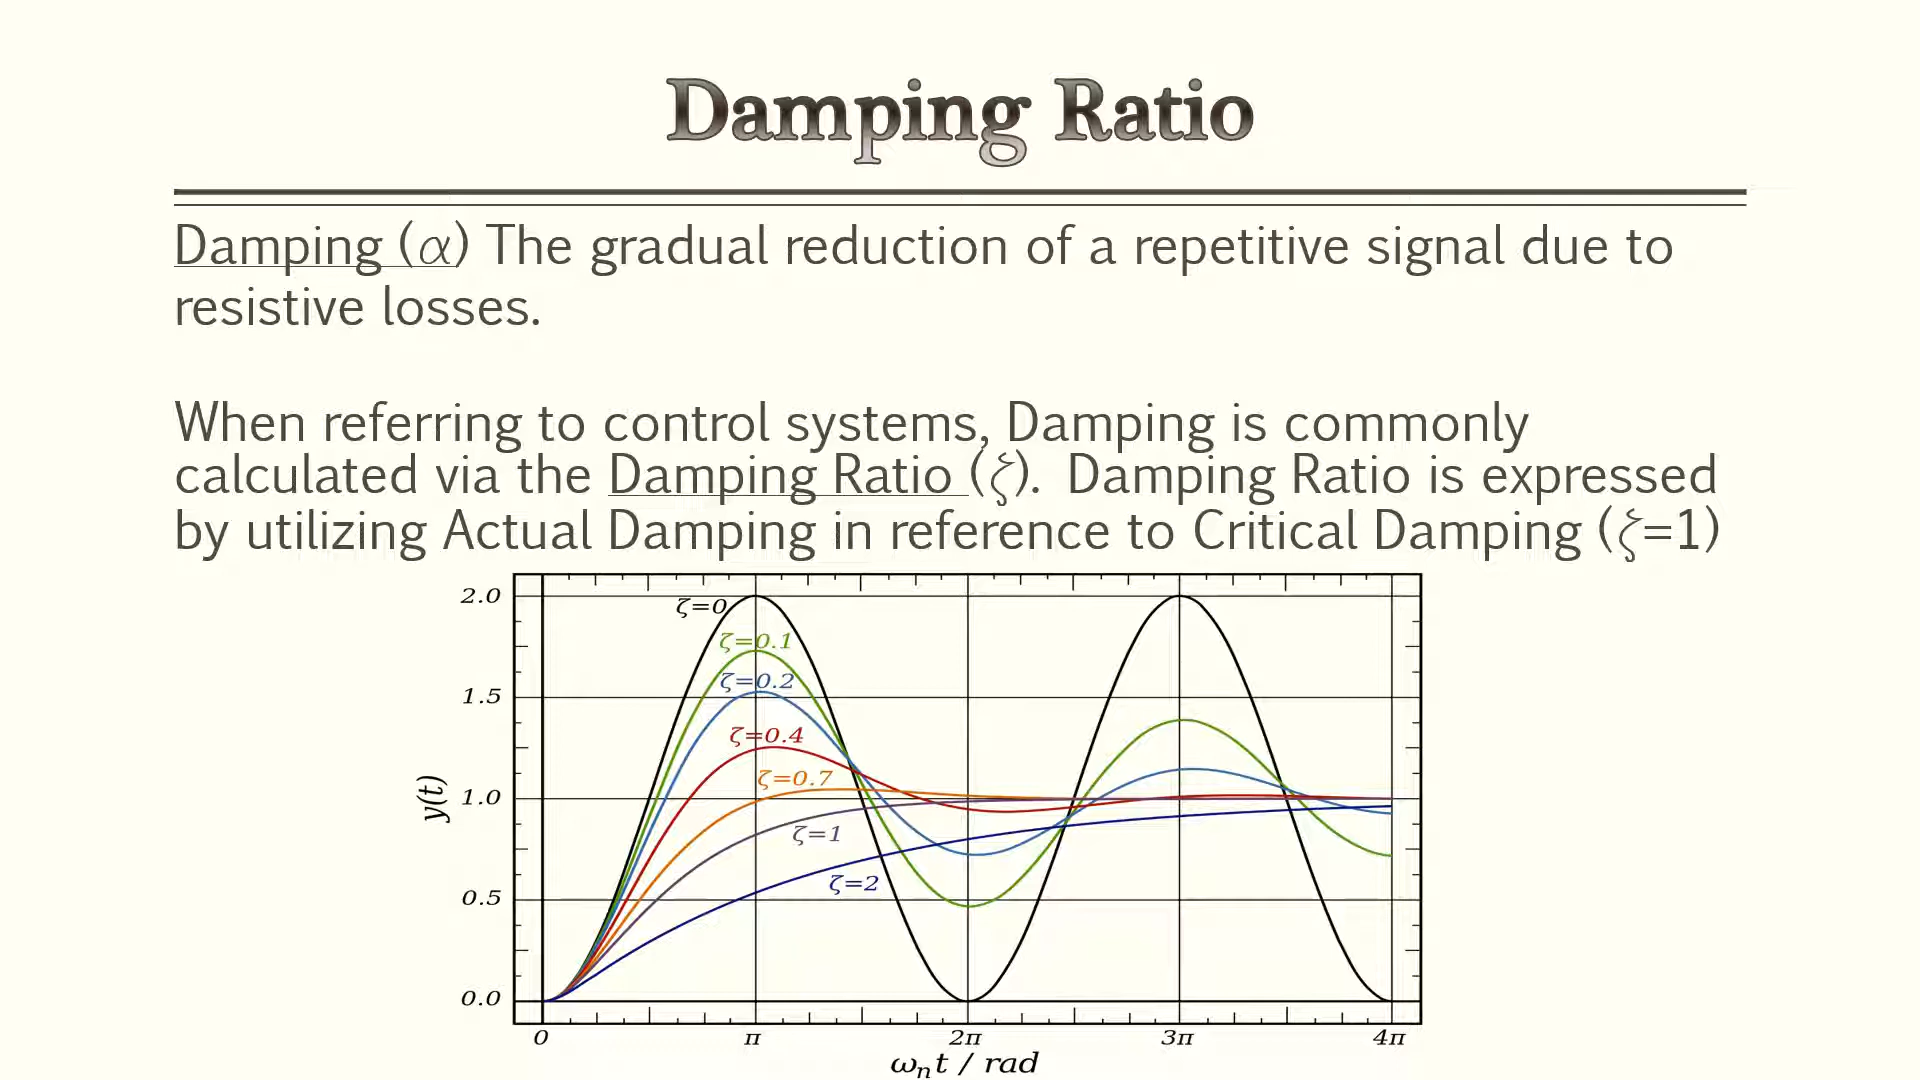 Damping Ratio
Damping (α) The gradual reduction of a repetitive signal due to
resistive losses.
When referring to control systems, Damping is commonly
calculated via the Damping Ratio (ζ). Damping Ratio is expressed
by utilizing Actual Damping in reference to Critical Damping (ζ=1)
2.0
ζ=0
ζ=0.1
ζ=0.2
1.5
ζ=0.4
ζ=0.7
y(t)
1.0
ζ=1
ζ=2
0.5
0.0
0 π 2π 3π 4π
ωₙt / rad